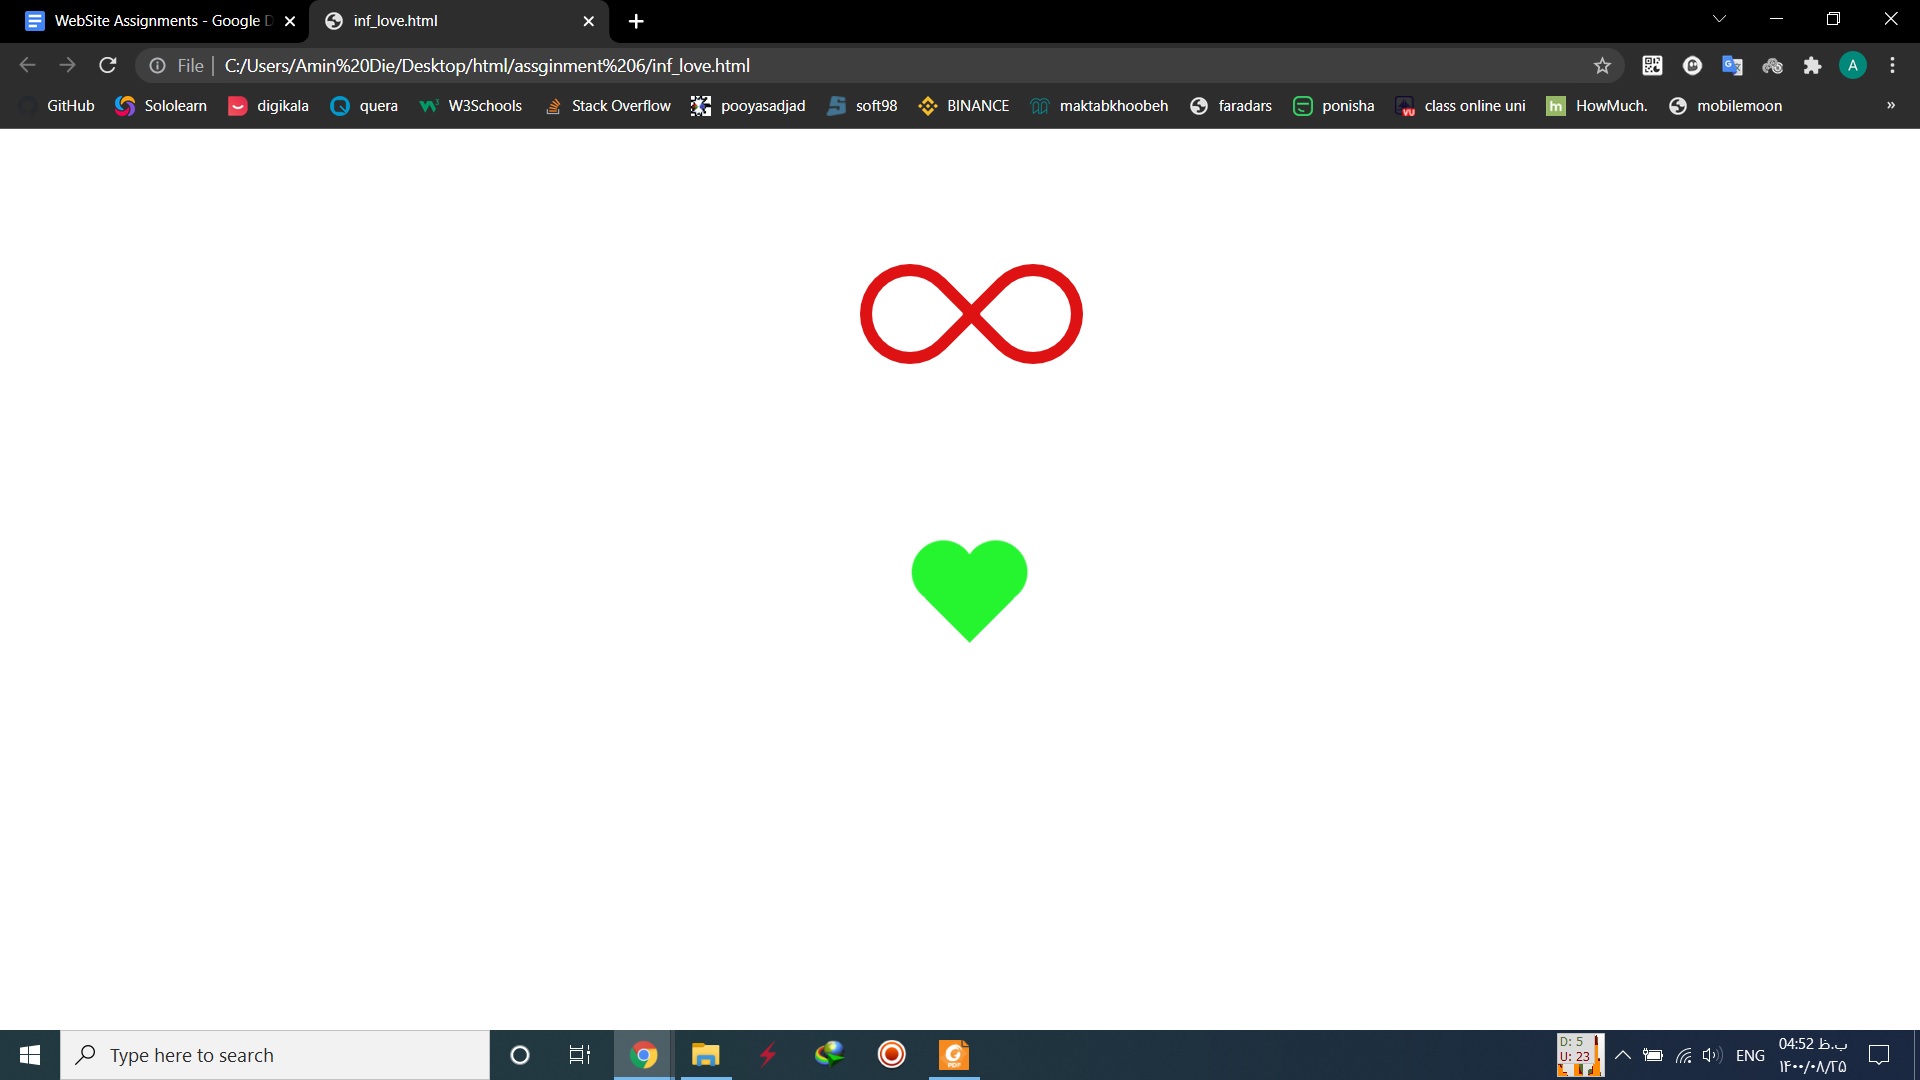 WebSite Assignments - Google D
inf_love.html
File
C:/Users/Amin%20Die/Desktop/html/assginment%206/inf_love.html
A
GitHub
Sololearn
digikala
quera
W3Schools
Stack Overflow
pooyasadjad
soft98
BINANCE
maktabkhoobeh
faradars
ponisha
class online uni
HowMuch.
mobilemoon
»
Type here to search
D: 5
U: 23
ENG
04:52 ب.ظ
۱۴۰۰/۰۸/۲۵